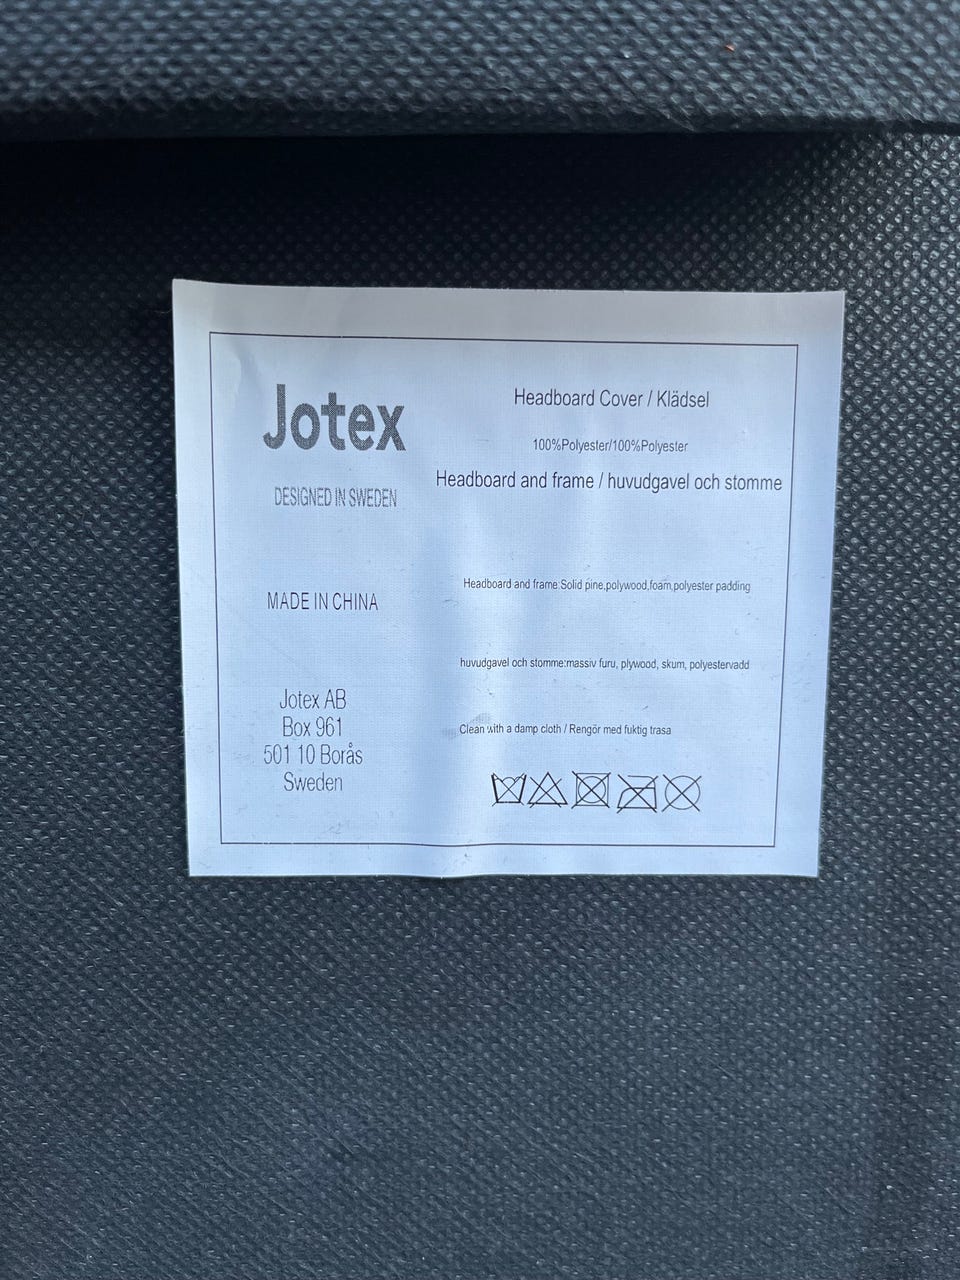 Jotex
DESIGNED IN SWEDEN
MADE IN CHINA
Jotex AB
Box 961
501 10 Borås
Sweden
Headboard Cover / Klädsel
100%Polyester/100%Polyester
Headboard and frame / huvudgavel och stomme
Headboard and frame:Solid pine,polywood,foam,polyester padding
huvudgavel och stomme:massiv furu, plywood, skum, polyestervadd
Clean with a damp cloth / Rengör med fuktig trasa